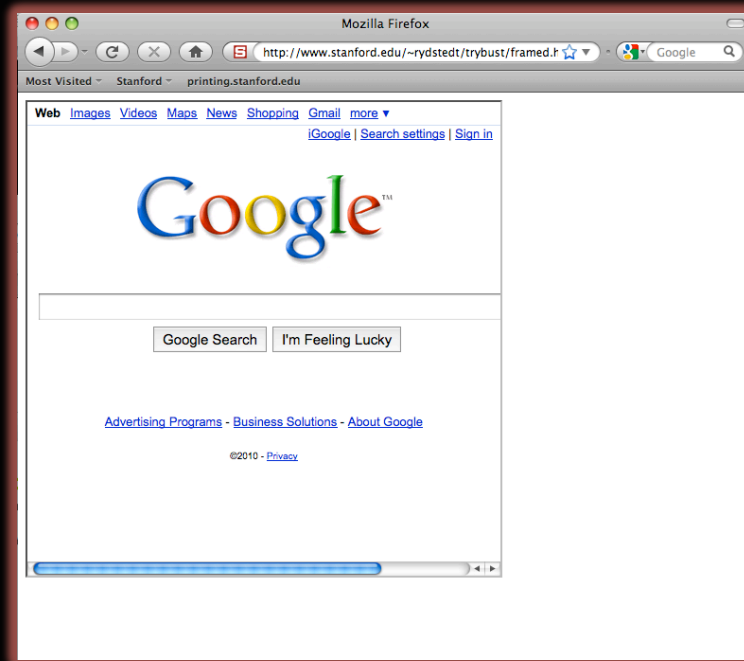 Mozilla Firefox
http://www.stanford.edu/~rydstedt/trybust/framed.h Google
Most Visited Stanford printing.stanford.edu
Web Images Videos Maps News Shopping Gmail more ▼
iGoogle | Search settings | Sign in
Google™
Google Search I'm Feeling Lucky
Advertising Programs - Business Solutions - About Google
©2010 - Privacy